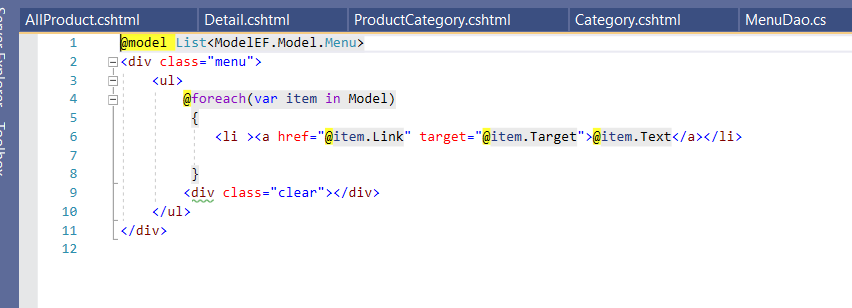 AllProduct.cshtml Detail.cshtml ProductCategory.cshtml Category.cshtml MenuDao.cs
Server Explorer Toolbox
1 @model List<ModelEF.Model.Menu>
2 <div class="menu">
3 <ul>
4 @foreach(var item in Model)
5 {
6 <li ><a href="@item.Link" target="@item.Target">@item.Text</a></li>
7
8 }
9 <div class="clear"></div>
10 </ul>
11 </div>
12